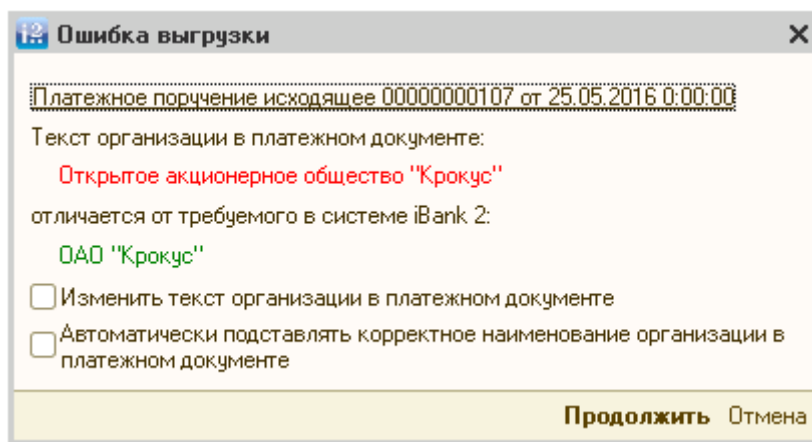 i2 Ошибка выгрузки
Платежное поручение исходящее 00000000107 от 25.05.2016 0:00:00
Текст организации в платежном документе:
Открытое акционерное общество "Крокус"
отличается от требуемого в системе iBank 2:
ОАО "Крокус"
Изменить текст организации в платежном документе
Автоматически подставлять корректное наименование организации в
платежном документе
Продолжить Отмена